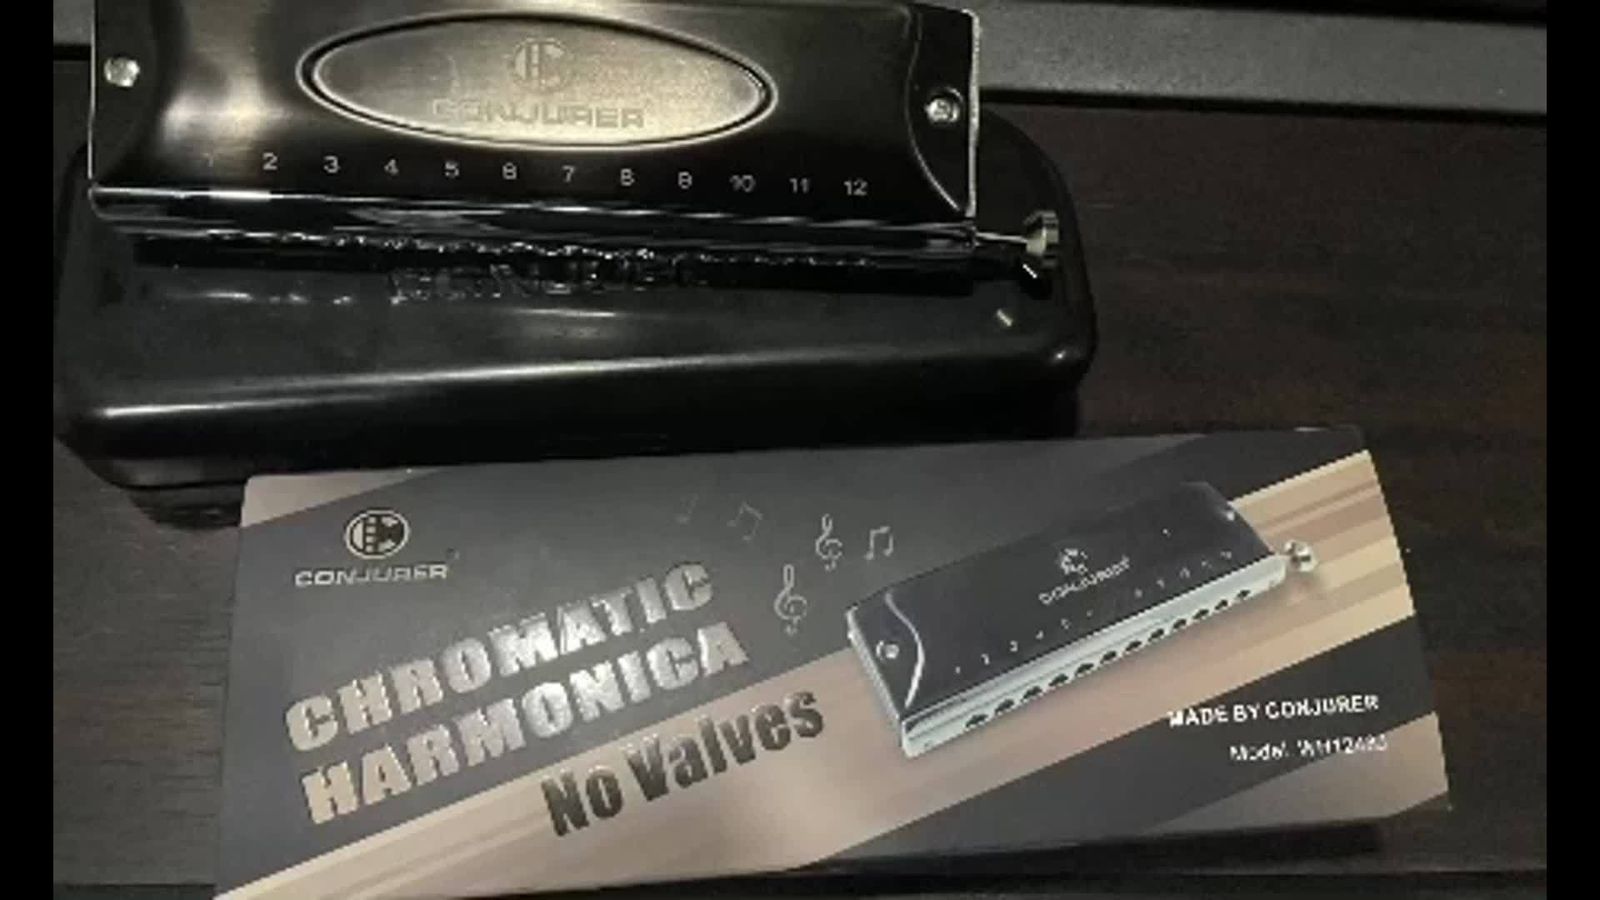 CONJURER
1 2 3 4 5 6 7 8 9 10 11 12
CONJURER
CHROMATIC
HARMONICA
No Valves
CONJURER
MADE BY CONJURER
Model: